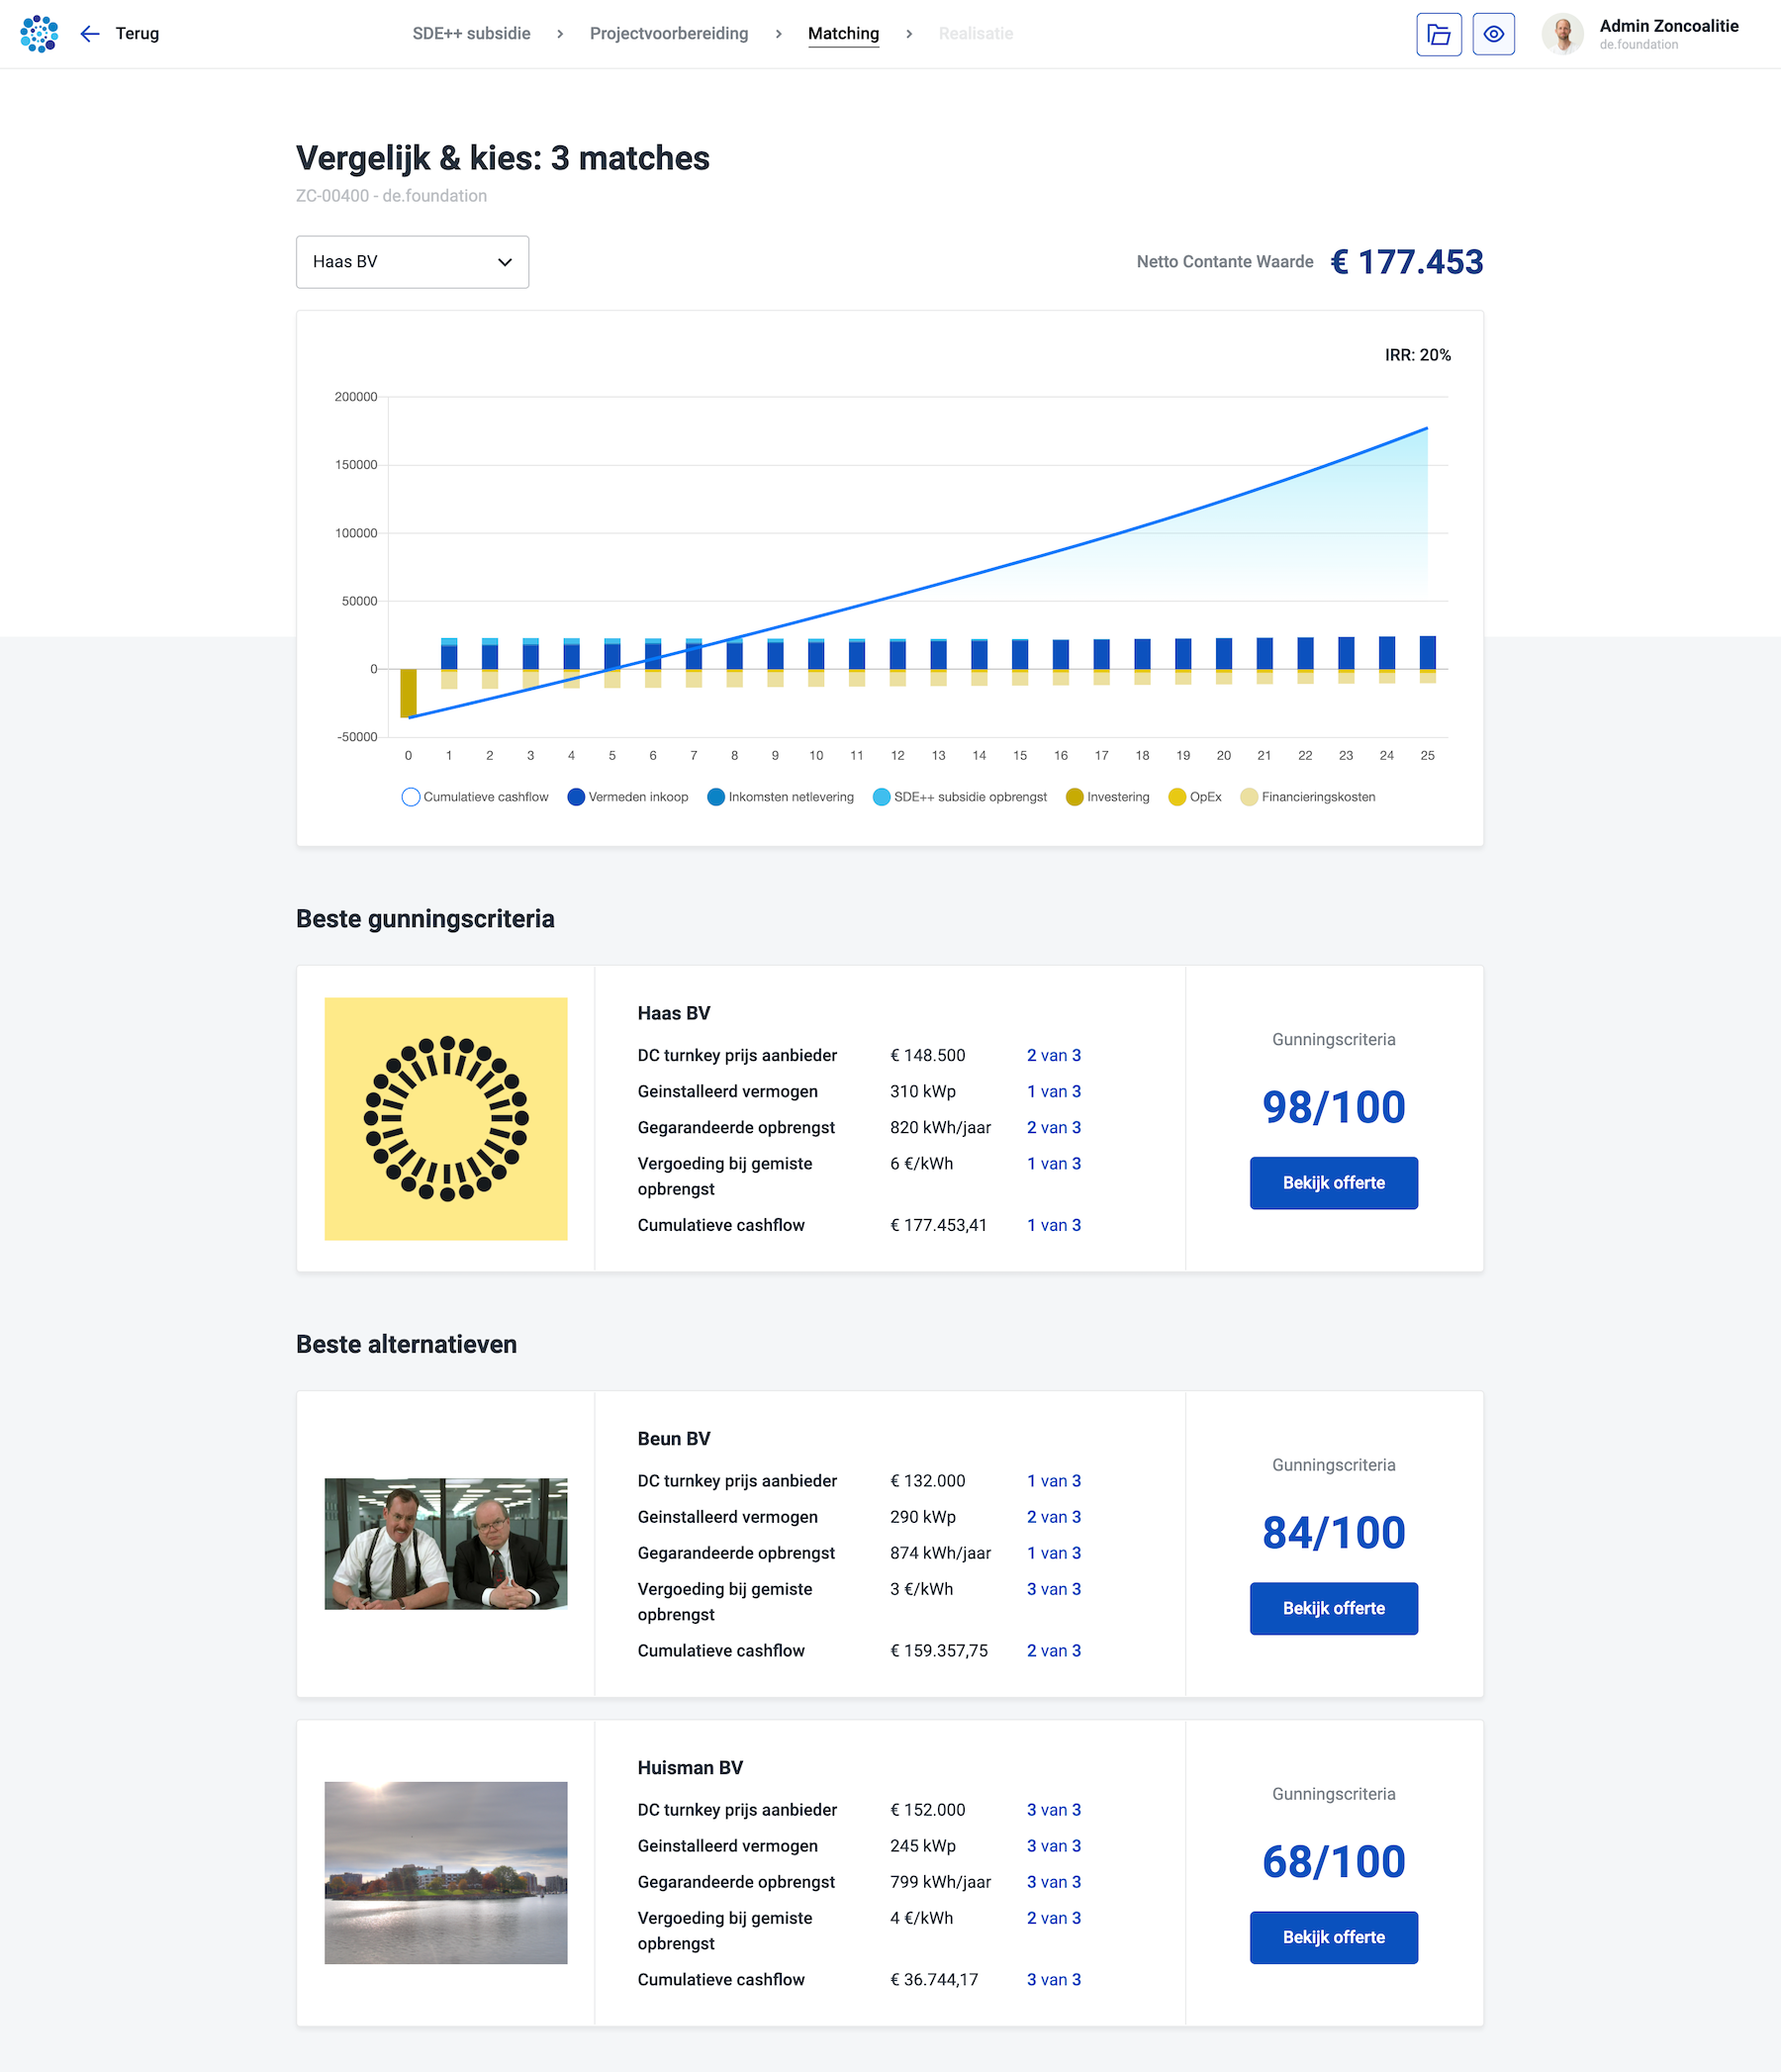 Terug
SDE++ subsidie
Projectvoorbereiding
Matching
Realisatie
Admin Zoncoalitie
de.foundation
Vergelijk & kies: 3 matches
ZC-00400 - de.foundation
Haas BV
Netto Contante Waarde € 177.453
IRR: 20%
200000
150000
100000
50000
0
-50000
0 1 2 3 4 5 6 7 8 9 10 11 12 13 14 15 16 17 18 19 20 21 22 23 24 25
Cumulatieve cashflow Vermeden inkoop Inkomsten netlevering SDE++ subsidie opbrengst Investering OpEx Financieringskosten
Beste gunningscriteria
Haas BV
DC turnkey prijs aanbieder € 148.500 2 van 3
Geinstalleerd vermogen 310 kWp 1 van 3
Gegarandeerde opbrengst 820 kWh/jaar 2 van 3
Vergoeding bij gemiste 6 €/kWh 1 van 3
opbrengst
Cumulatieve cashflow € 177.453,41 1 van 3
Gunningscriteria
98/100
Bekijk offerte
Beste alternatieven
Beun BV
DC turnkey prijs aanbieder € 132.000 1 van 3
Geinstalleerd vermogen 290 kWp 2 van 3
Gegarandeerde opbrengst 874 kWh/jaar 1 van 3
Vergoeding bij gemiste 3 €/kWh 3 van 3
opbrengst
Cumulatieve cashflow € 159.357,75 2 van 3
Gunningscriteria
84/100
Bekijk offerte
Huisman BV
DC turnkey prijs aanbieder € 152.000 3 van 3
Geinstalleerd vermogen 245 kWp 3 van 3
Gegarandeerde opbrengst 799 kWh/jaar 3 van 3
Vergoeding bij gemiste 4 €/kWh 2 van 3
opbrengst
Cumulatieve cashflow € 36.744,17 3 van 3
Gunningscriteria
68/100
Bekijk offerte